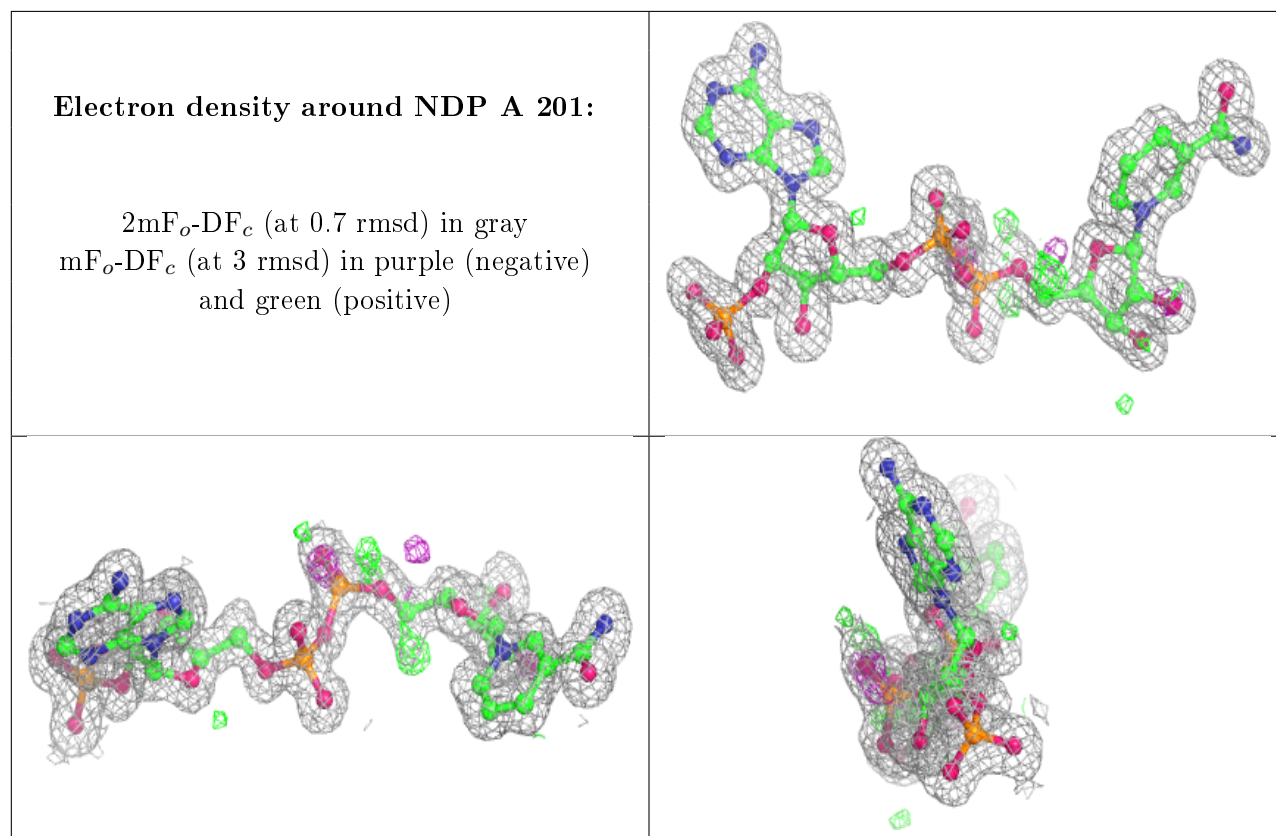 Electron density around NDP A 201:
2mFₒ-DF𝒸 (at 0.7 rmsd) in gray
mFₒ-DF𝒸 (at 3 rmsd) in purple (negative)
and green (positive)